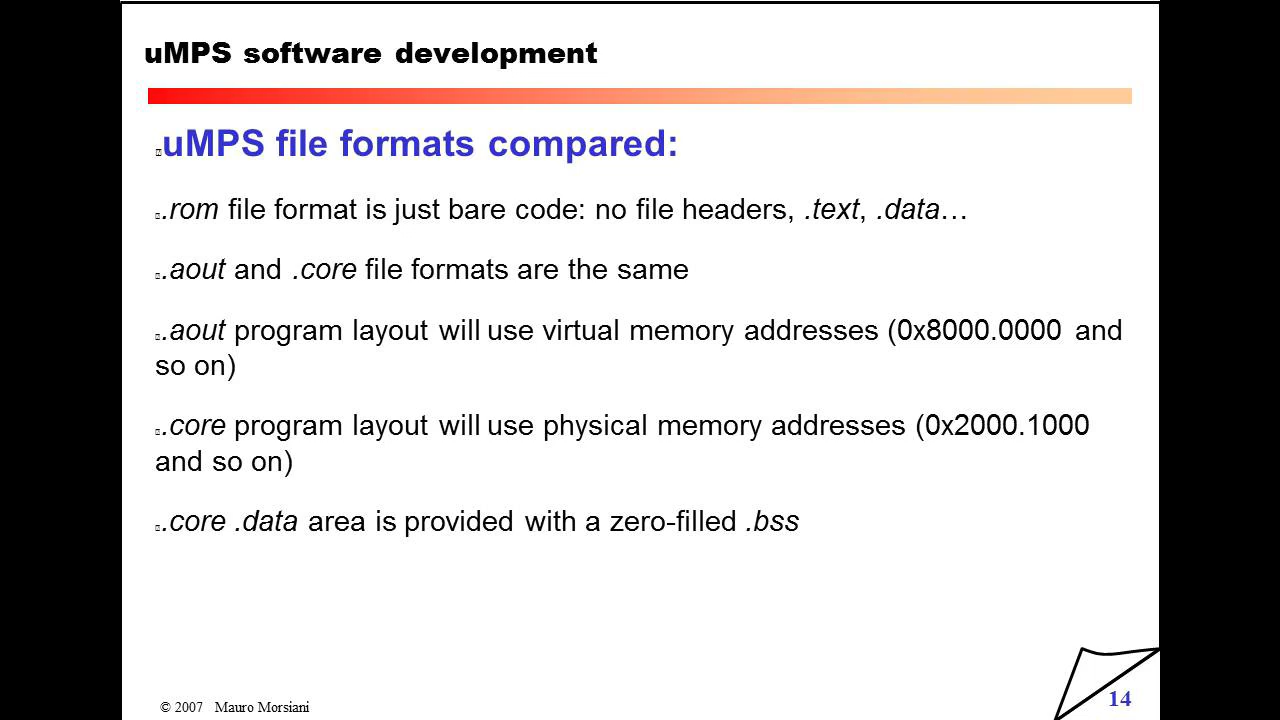 uMPS software development
uMPS file formats compared:
.rom file format is just bare code: no file headers, .text, .data…
.aout and .core file formats are the same
.aout program layout will use virtual memory addresses (0x8000.0000 and
so on)
.core program layout will use physical memory addresses (0x2000.1000
and so on)
.core .data area is provided with a zero-filled .bss
© 2007 Mauro Morsiani
14